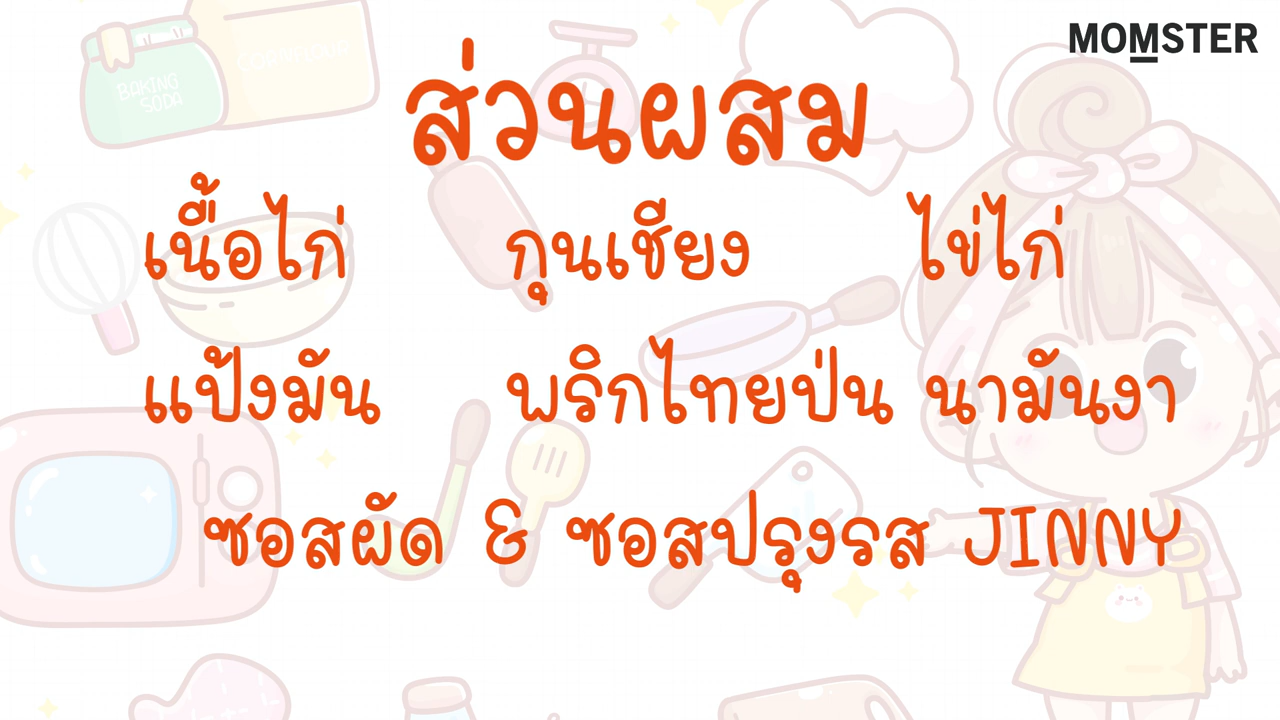 MOMSTER
ส่วนผสม
เนื้อไก่ กุนเชียง ไข่ไก่
แป้งมัน พริกไทยป่น นามันงา
ซอสผัด & ซอสปรุงรส JINNY
BAKING
SODA